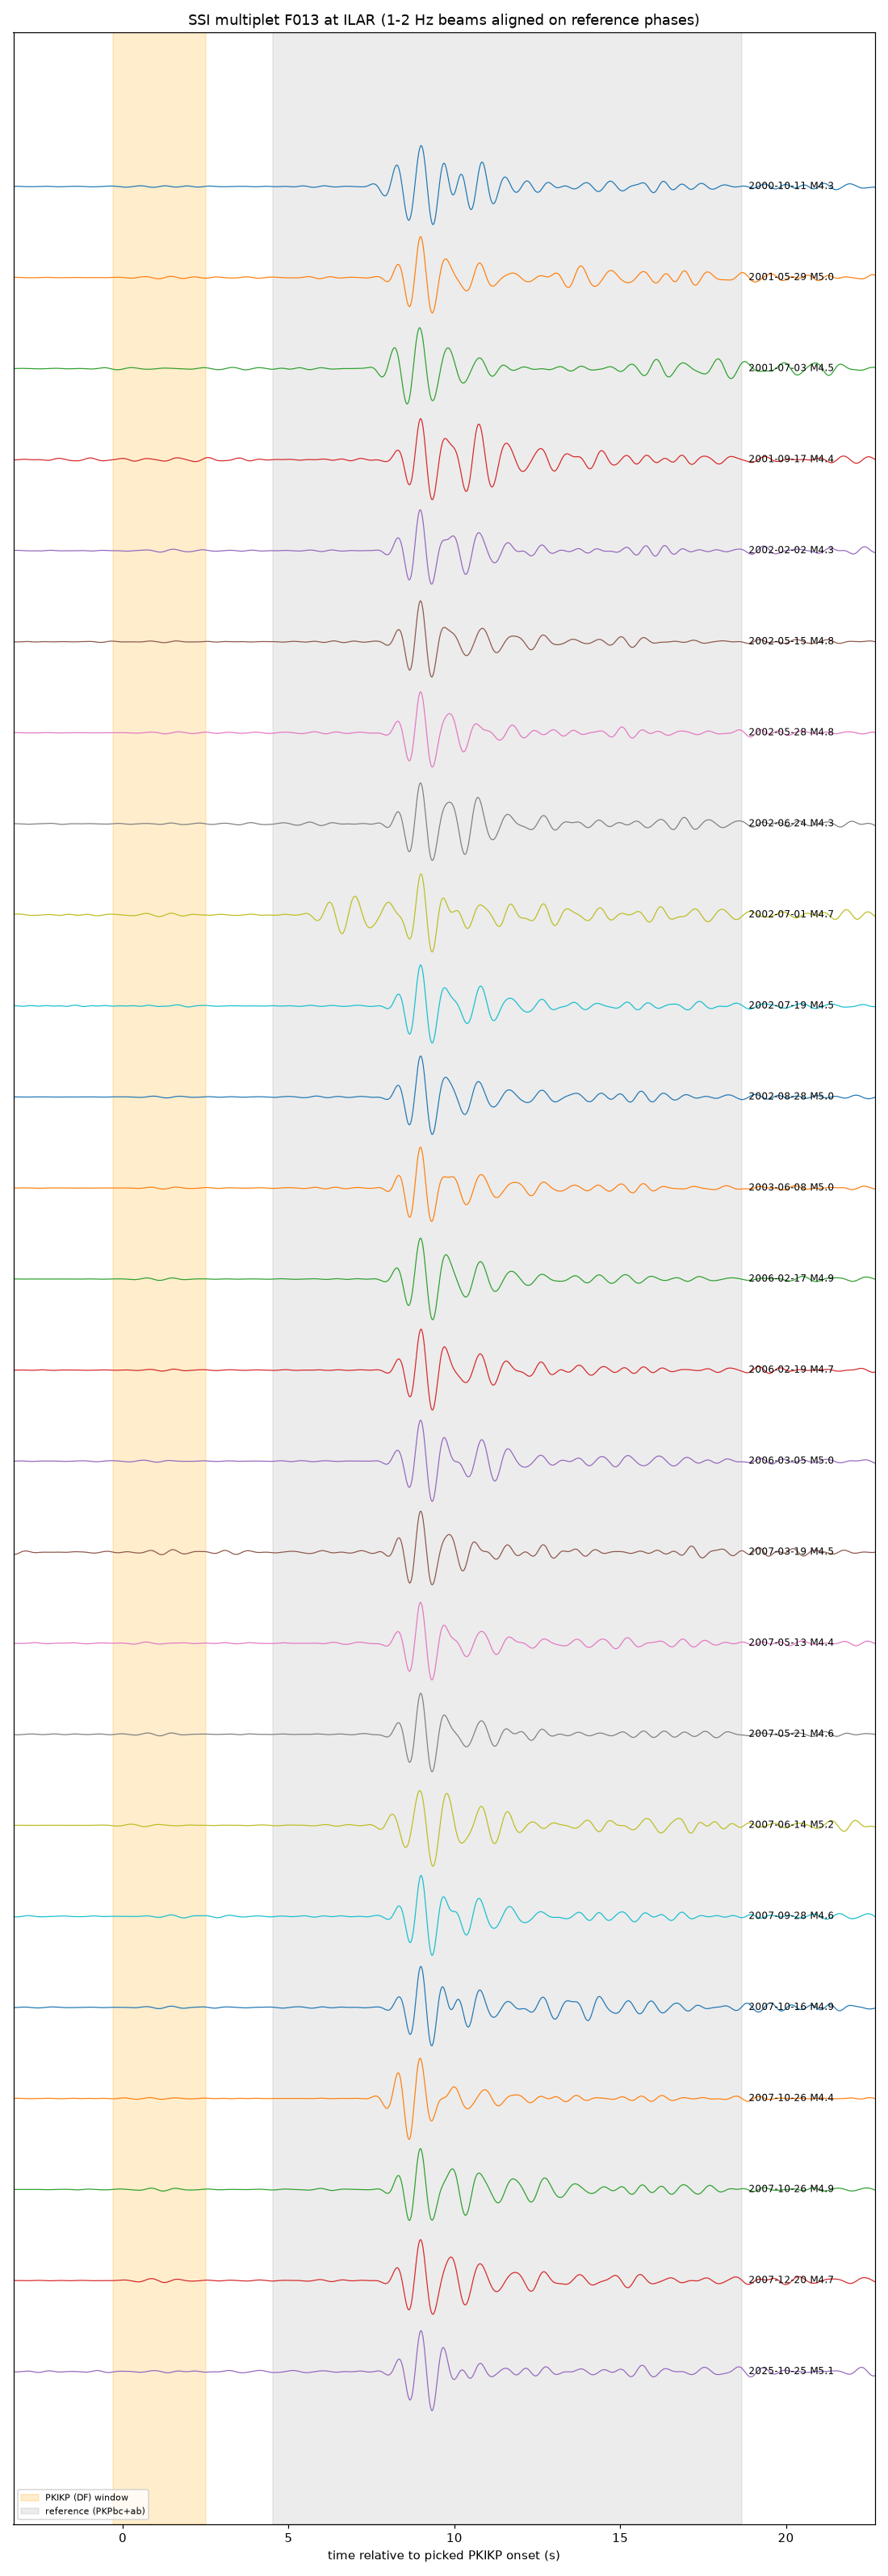 SSI multiplet F013 at ILAR (1-2 Hz beams aligned on reference phases)
2000-10-11 M4.3
2001-05-29 M5.0
2001-07-03 M4.5
2001-09-17 M4.4
2002-02-02 M4.3
2002-05-15 M4.8
2002-05-28 M4.8
2002-06-24 M4.3
2002-07-01 M4.7
2002-07-19 M4.5
2002-08-28 M5.0
2003-06-08 M5.0
2006-02-17 M4.9
2006-02-19 M4.7
2006-03-05 M5.0
2007-03-19 M4.5
2007-05-13 M4.4
2007-05-21 M4.6
2007-06-14 M5.2
2007-09-28 M4.6
2007-10-16 M4.9
2007-10-26 M4.4
2007-10-26 M4.9
2007-12-20 M4.7
2025-10-25 M5.1
PKIKP (DF) window
reference (PKPbc+ab)
0 5 10 15 20
time relative to picked PKIKP onset (s)